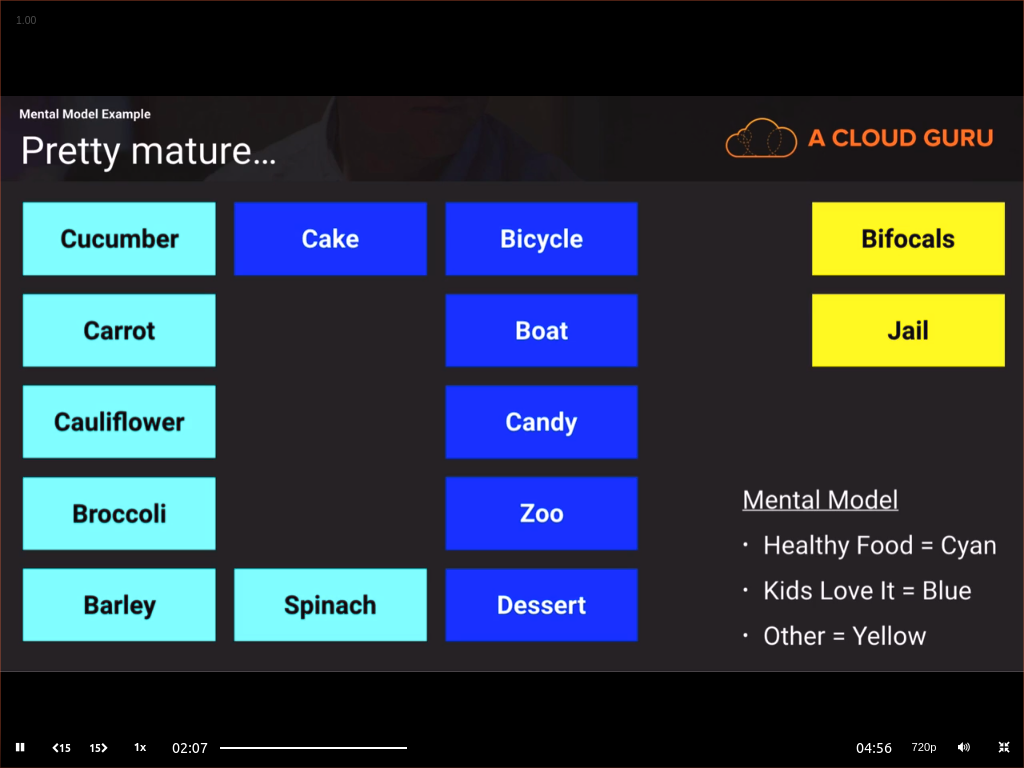 1.00
Mental Model Example
Pretty mature...
A CLOUD GURU
Cucumber Cake Bicycle Bifocals
Carrot Boat Jail
Cauliflower Candy
Broccoli Zoo
Barley Spinach Dessert
Mental Model
• Healthy Food = Cyan
• Kids Love It = Blue
• Other = Yellow
15 15 1x 02:07 04:56 720p